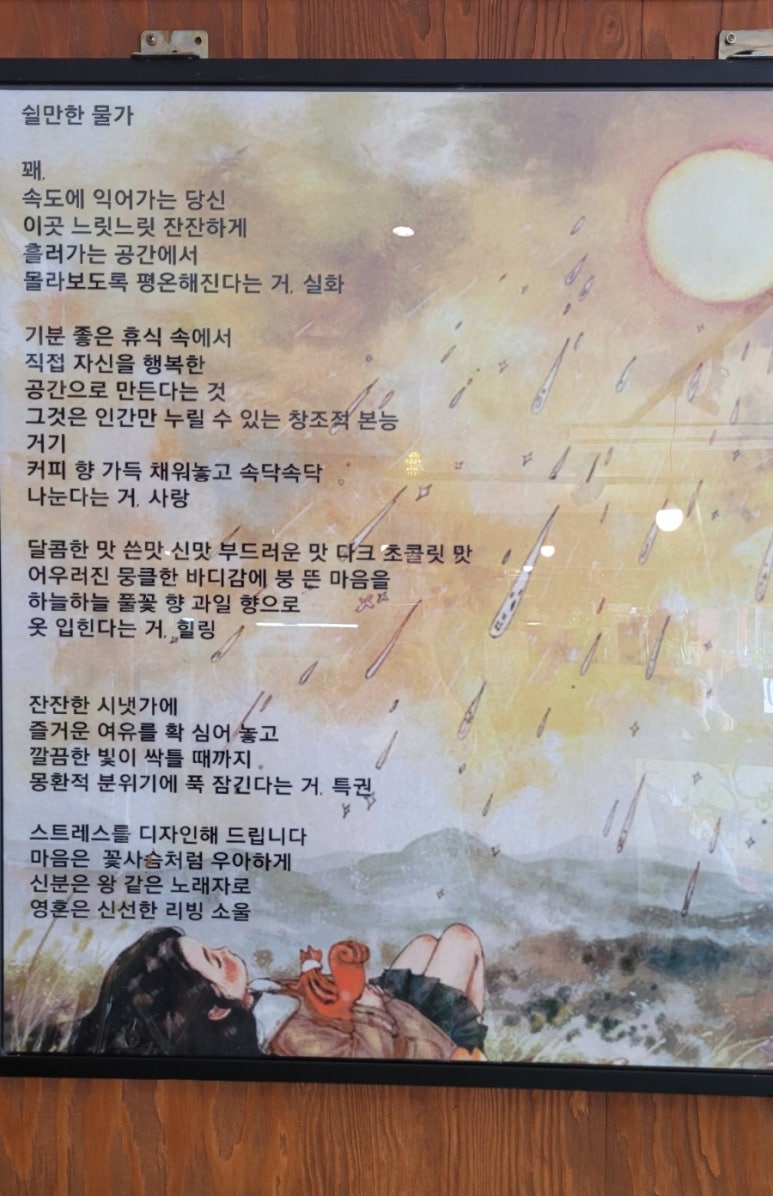 쉴만한 물가
꽤,
속도에 익어가는 당신
이곳 느릿느릿 잔잔하게
흘러가는 공간에서
몰라보도록 평온해진다는 거, 실화
기분 좋은 휴식 속에서
직접 자신을 행복한
공간으로 만든다는 것
그것은 인간만 누릴 수 있는 창조적 본능
거기
커피 향 가득 채워놓고 속닥속닥
나눈다는 거, 사랑
달콤한 맛 쓴맛 신맛 부드러운 맛 다크 초콜릿 맛
어우러진 뭉클한 바디감에 붕 뜬 마음을
하늘하늘 풀꽃 향 과일 향으로
옷 입힌다는 거, 힐링
잔잔한 시냇가에
즐거운 여유를 확 심어 놓고
깔끔한 빛이 싹틀 때까지
몽환적 분위기에 푹 잠긴다는 거, 특권
스트레스를 디자인해 드립니다
마음은 꽃사슴처럼 우아하게
신분은 왕 같은 노래자로
영혼은 신선한 리빙 소울